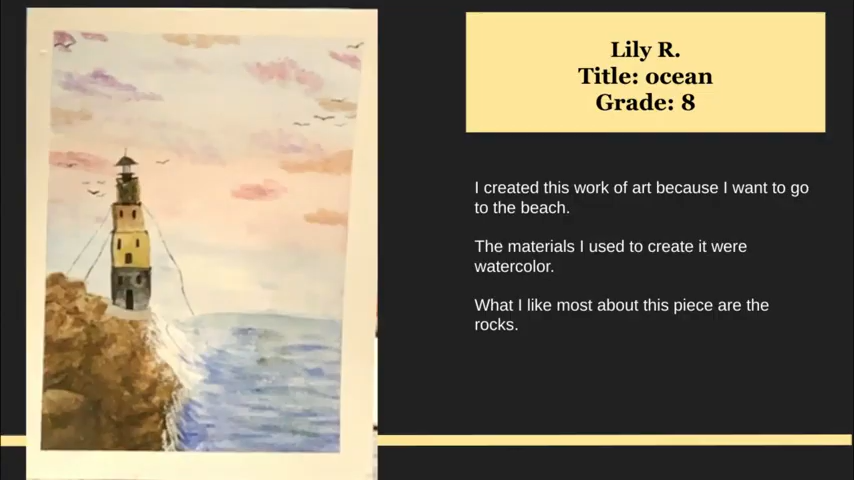 Lily R.
Title: ocean
Grade: 8
I created this work of art because I want to go
to the beach.
The materials I used to create it were
watercolor.
What I like most about this piece are the
rocks.